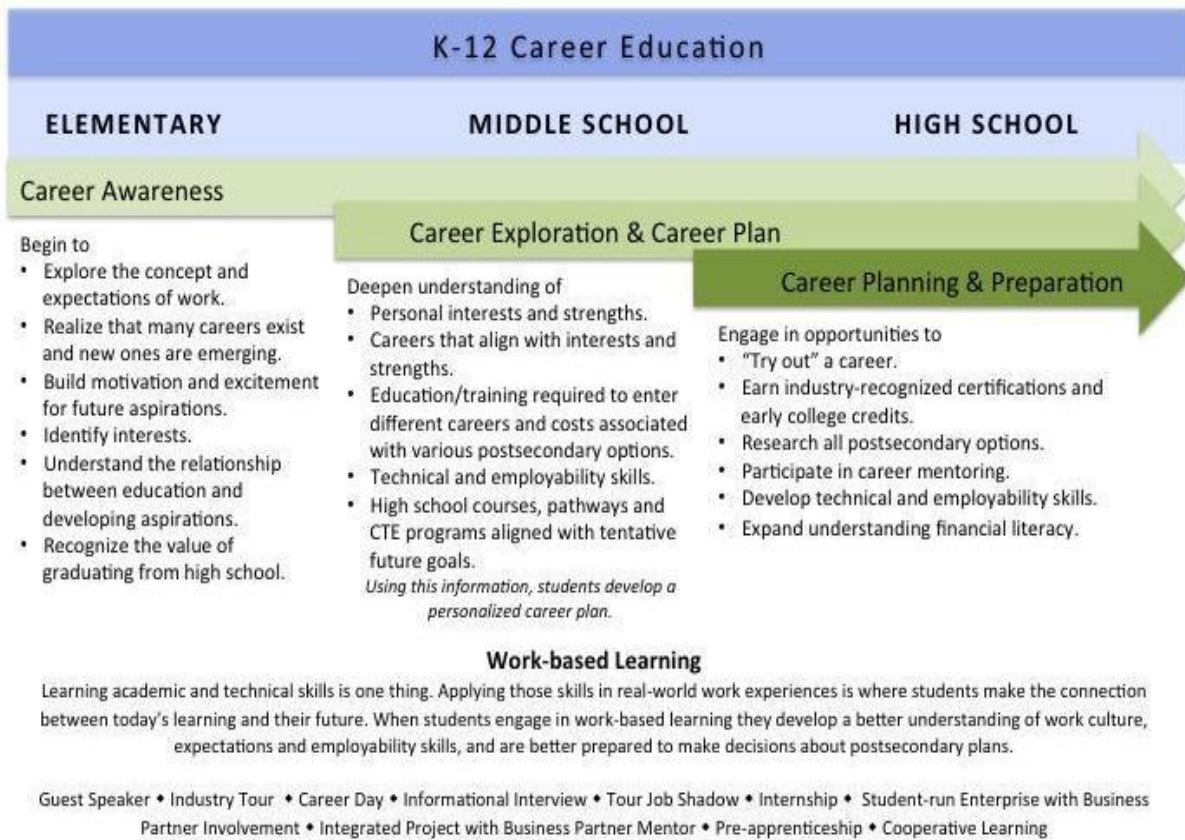 K-12 Career Education
ELEMENTARY
MIDDLE SCHOOL
HIGH SCHOOL
Career Awareness
Begin to
• Explore the concept and
expectations of work.
• Realize that many careers exist
and new ones are emerging.
• Build motivation and excitement
for future aspirations.
• Identify interests.
• Understand the relationship
between education and
developing aspirations.
• Recognize the value of
graduating from high school.
Career Exploration & Career Plan
Deepen understanding of
• Personal interests and strengths.
• Careers that align with interests and
strengths.
• Education/training required to enter
different careers and costs associated
with various postsecondary options.
• Technical and employability skills.
• High school courses, pathways and
CTE programs aligned with tentative
future goals.
Using this information, students develop a
personalized career plan.
Career Planning & Preparation
Engage in opportunities to
• “Try out” a career.
• Earn industry-recognized certifications and
early college credits.
• Research all postsecondary options.
• Participate in career mentoring.
• Develop technical and employability skills.
• Expand understanding financial literacy.
Work-based Learning
Learning academic and technical skills is one thing. Applying those skills in real-world work experiences is where students make the connection
between today's learning and their future. When students engage in work-based learning they develop a better understanding of work culture,
expectations and employability skills, and are better prepared to make decisions about postsecondary plans.
Guest Speaker • Industry Tour • Career Day • Informational Interview • Tour Job Shadow • Internship • Student-run Enterprise with Business
Partner Involvement • Integrated Project with Business Partner Mentor • Pre-apprenticeship • Cooperative Learning